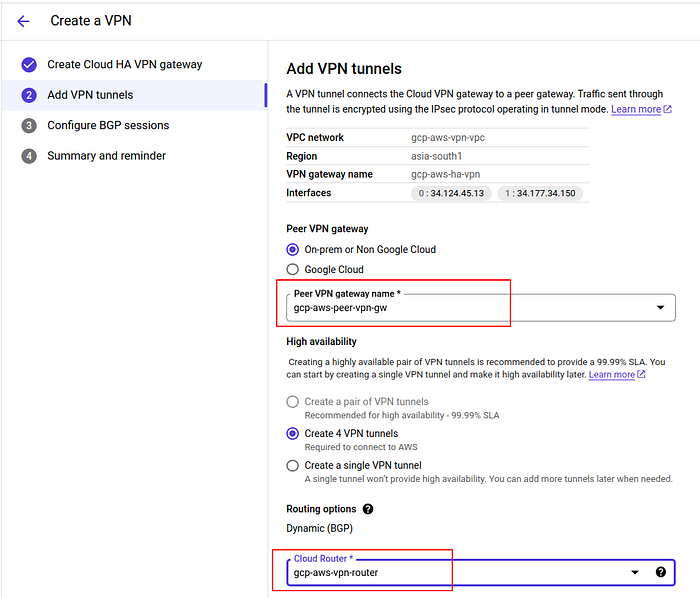 Create a VPN
Create Cloud HA VPN gateway
2 Add VPN tunnels
3 Configure BGP sessions
4 Summary and reminder
Add VPN tunnels
A VPN tunnel connects the Cloud VPN gateway to a peer gateway. Traffic sent through
the tunnel is encrypted using the IPsec protocol operating in tunnel mode. Learn more
VPC network gcp-aws-vpn-vpc
Region asia-south1
VPN gateway name gcp-aws-ha-vpn
Interfaces 0 : 34.124.45.13 1 : 34.177.34.150
Peer VPN gateway
On-prem or Non Google Cloud
Google Cloud
Peer VPN gateway name *
gcp-aws-peer-vpn-gw
High availability
Creating a highly available pair of VPN tunnels is recommended to provide a 99.99% SLA. You
can start by creating a single VPN tunnel and make it high availability later. Learn more
Create a pair of VPN tunnels
Recommended for high availability - 99.99% SLA
Create 4 VPN tunnels
Required to connect to AWS
Create a single VPN tunnel
A single tunnel won't provide high availability. You can add more tunnels later when needed.
Routing options ?
Dynamic (BGP)
Cloud Router *
gcp-aws-vpn-router ?